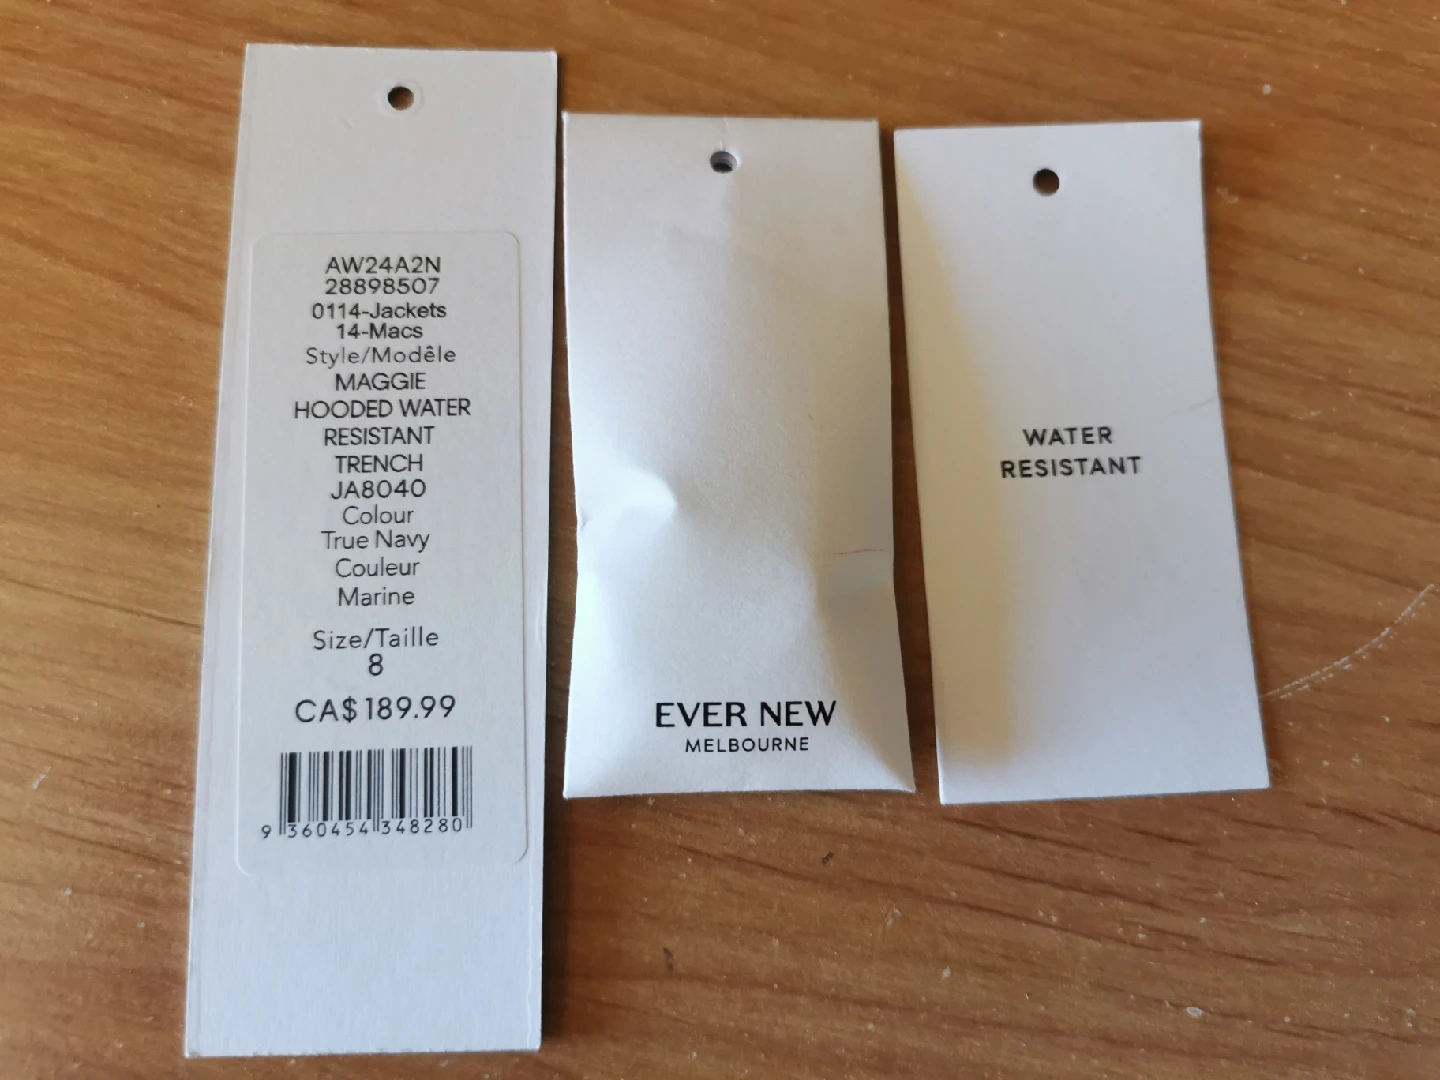 AW24A2N
28898507
0114-Jackets
14-Macs
Style/Modêle
MAGGIE
HOODED WATER
RESISTANT
TRENCH
JA8040
Colour
True Navy
Couleur
Marine
Size/Taille
8
CA$189.99
9 360454 348280
EVER NEW
MELBOURNE
WATER
RESISTANT